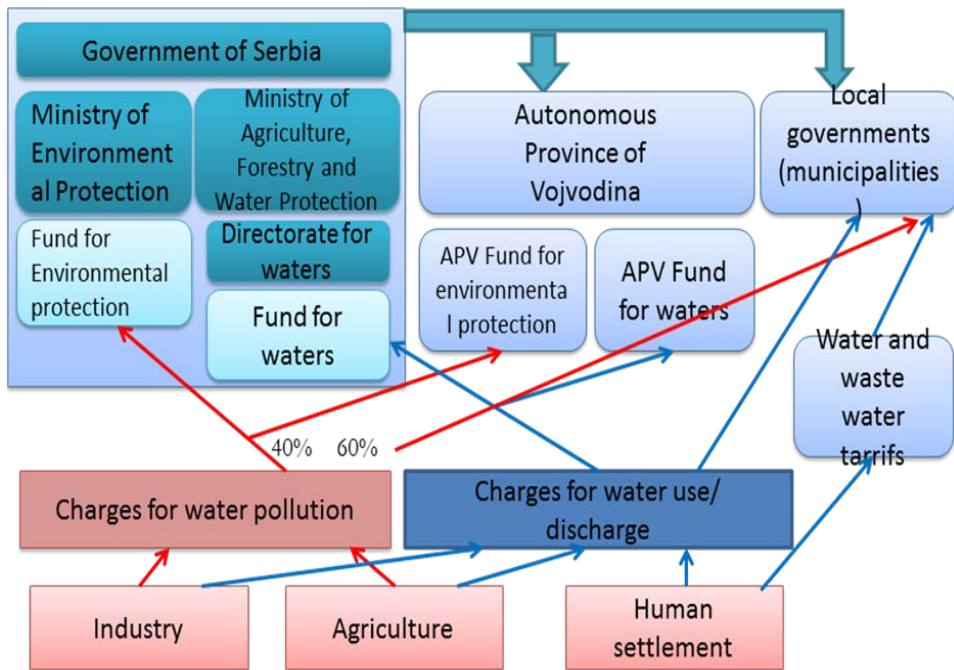 Government of Serbia
Ministry of
Environment
al Protection
Ministry of
Agriculture,
Forestry and
Water Protection
Autonomous
Province of
Vojvodina
Local
governments
(municipalities
)
Fund for
Environmental
protection
Directorate for
waters
Fund for
waters
APV Fund for
environmenta
l protection
APV Fund
for waters
Water and
waste
water
tarrifs
40%
60%
Charges for water pollution
Charges for water use/
discharge
Industry
Agriculture
Human
settlement